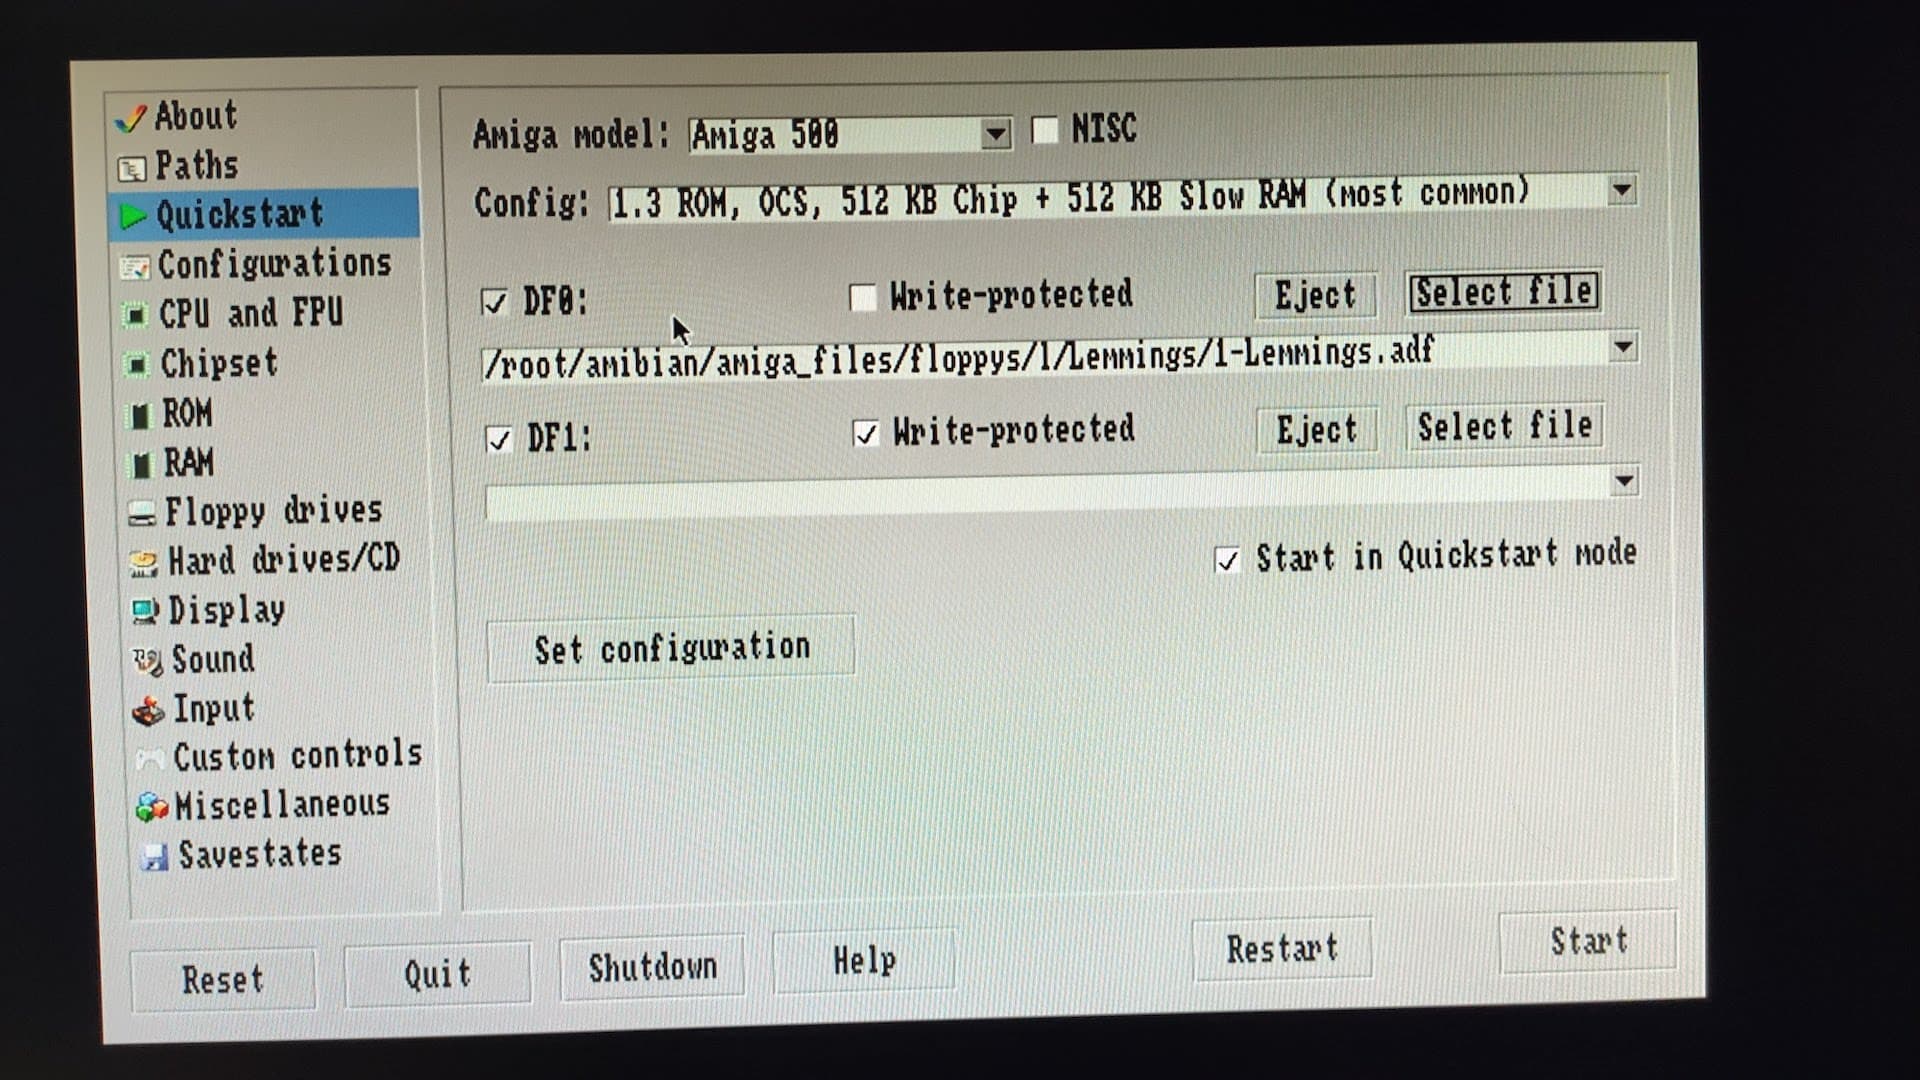 About
Paths
Quickstart
Configurations
CPU and FPU
Chipset
ROM
RAM
Floppy drives
Hard drives/CD
Display
Sound
Input
Custom controls
Miscellaneous
Savestates
Amiga model: Amiga 500 NTSC
Config: 1.3 ROM, OCS, 512 KB Chip + 512 KB Slow RAM (most common)
DF0: Write-protected Eject Select file
/root/amibian/amiga_files/floppys/l/Lemmings/1-Lemmings.adf
DF1: Write-protected Eject Select file
Start in Quickstart mode
Set configuration
Reset Quit Shutdown Help Restart Start